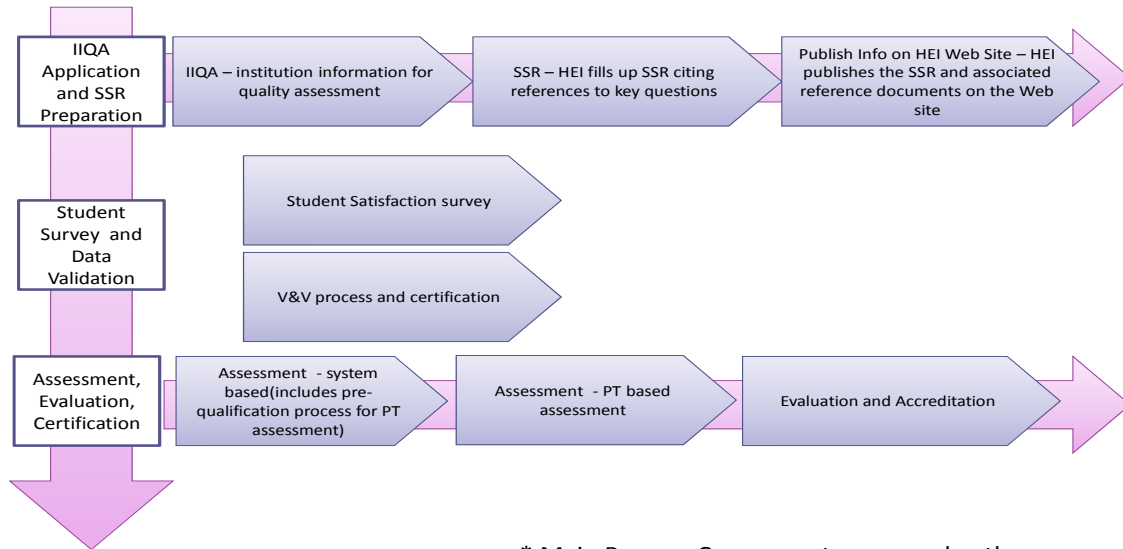 IIQA
Application
and SSR
Preparation
IIQA – institution information for
quality assessment
SSR – HEI fills up SSR citing
references to key questions
Publish Info on HEI Web Site – HEI
publishes the SSR and associated
reference documents on the Web
site
Student
Survey and
Data
Validation
Student Satisfaction survey
V&V process and certification
Assessment,
Evaluation,
Certification
Assessment - system
based(includes pre-
qualification process for PT
assessment)
Assessment - PT based
assessment
Evaluation and Accreditation